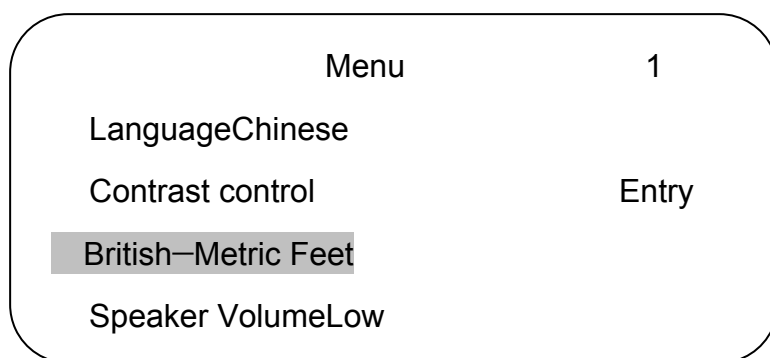 Menu 1
LanguageChinese
Contrast control Entry
British—Metric Feet
Speaker VolumeLow